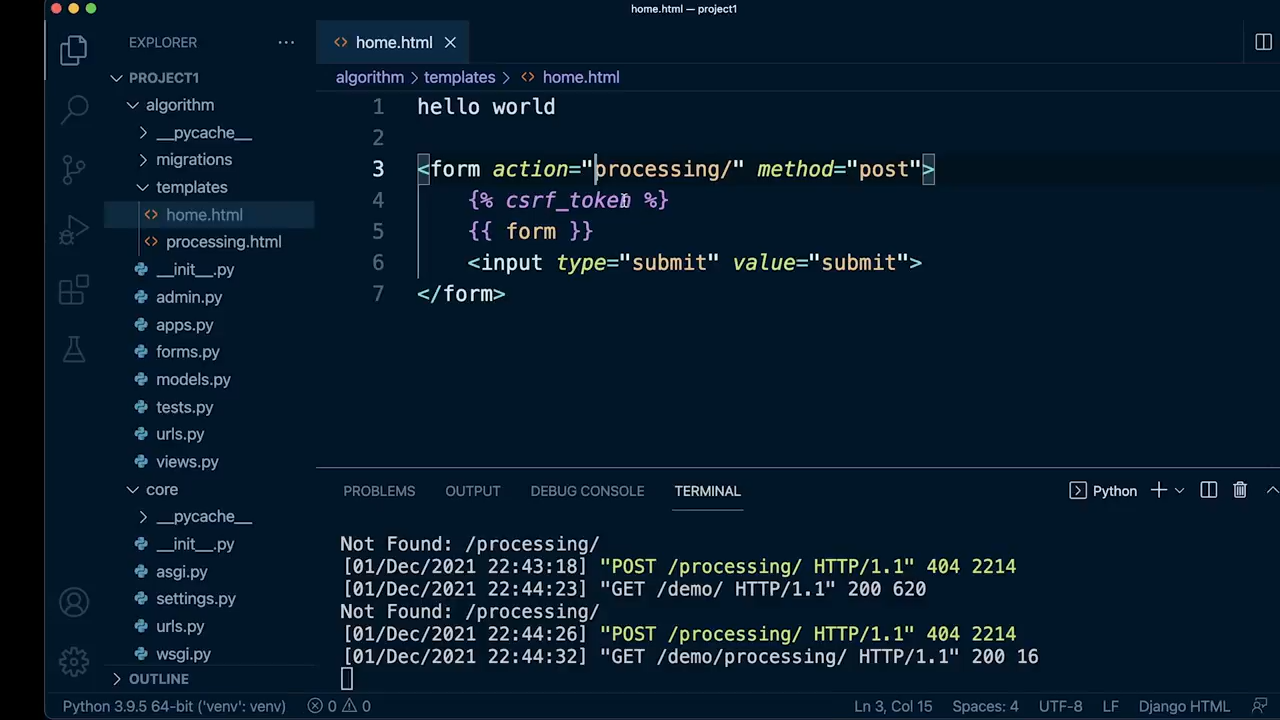 home.html — project1
EXPLORER
home.html
PROJECT1
algorithm
__pycache__
migrations
templates
home.html
processing.html
__init__.py
admin.py
apps.py
forms.py
models.py
tests.py
urls.py
views.py
core
__pycache__
__init__.py
asgi.py
settings.py
urls.py
wsgi.py
OUTLINE
algorithm > templates > <> home.html
1 hello world
2
3 <form action="processing/" method="post">
4 {% csrf_token %}
5 {{ form }}
6 <input type="submit" value="submit">
7 </form>
PROBLEMS OUTPUT DEBUG CONSOLE TERMINAL Python
Not Found: /processing/
[01/Dec/2021 22:43:18] "POST /processing/ HTTP/1.1" 404 2214
[01/Dec/2021 22:44:23] "GET /demo/ HTTP/1.1" 200 620
Not Found: /processing/
[01/Dec/2021 22:44:26] "POST /processing/ HTTP/1.1" 404 2214
[01/Dec/2021 22:44:32] "GET /demo/processing/ HTTP/1.1" 200 16
Python 3.9.5 64-bit ('venv': venv) 0 0 Ln 3, Col 15 Spaces: 4 UTF-8 LF Django HTML